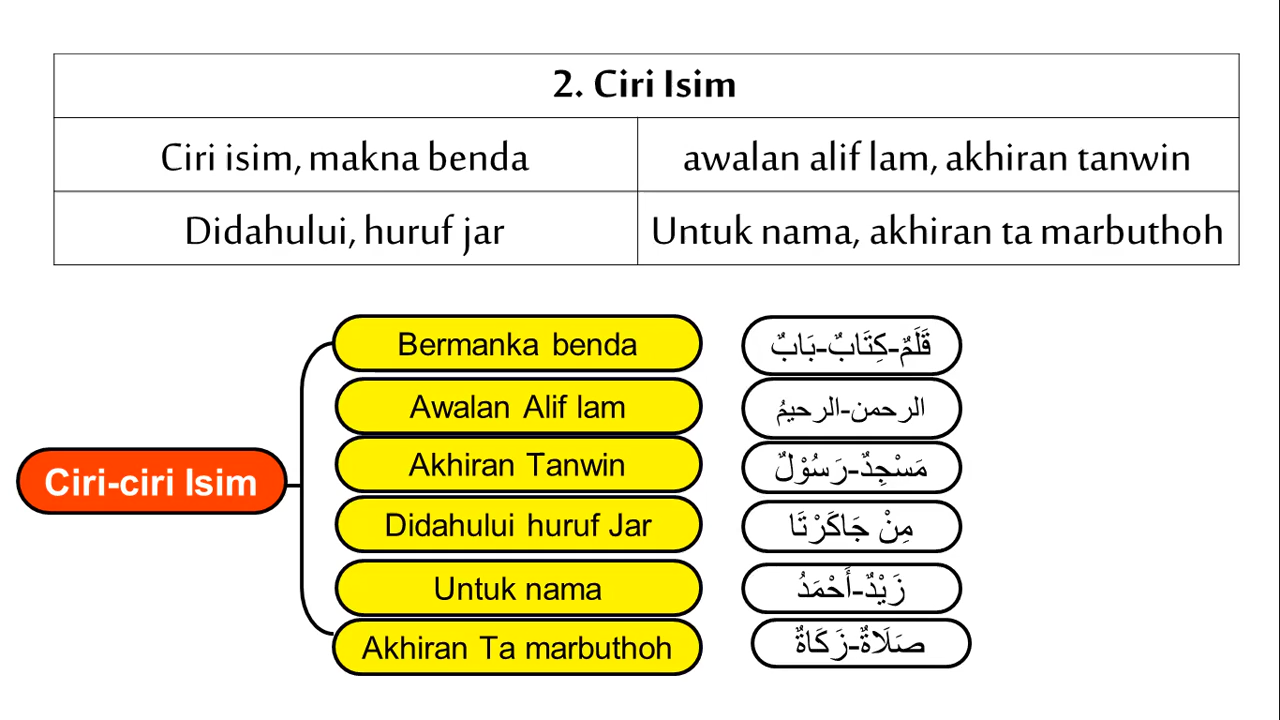 2. Ciri Isim
Ciri isim, makna benda
awalan alif lam, akhiran tanwin
Didahului, huruf jar
Untuk nama, akhiran ta marbuthoh
Ciri-ciri Isim
Bermanka benda
قَلَمٌ-كِتَابٌ-بَابٌ
Awalan Alif lam
الرحمن-الرحيمُ
Akhiran Tanwin
مَسْجِدٌ-رَسُوْلٌ
Didahului huruf Jar
مِنْ جَاكَرْتَا
Untuk nama
زَيْدٌ-أَحْمَدُ
Akhiran Ta marbuthoh
صَلَاةٌ-زَكَاةٌ